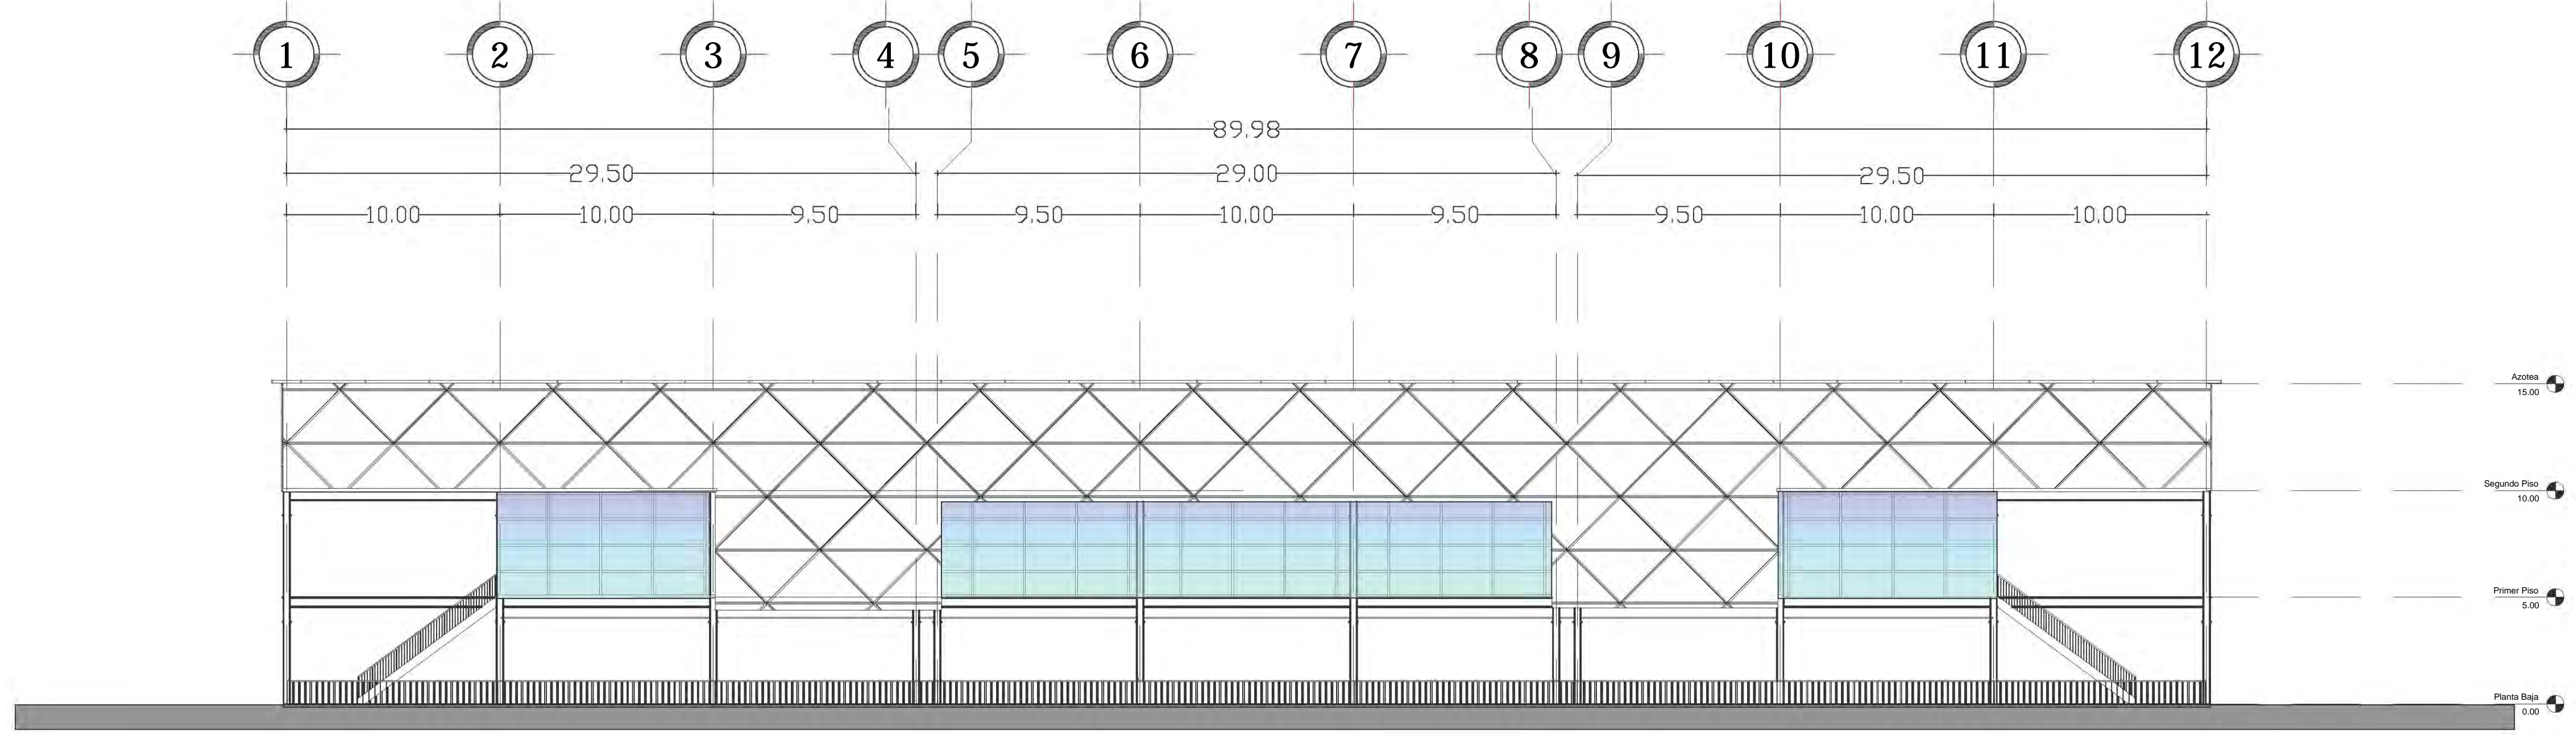 1 2 3 4 5 6 7 8 9 10 11 12
89.98
29.50 29.00 29.50
10.00 10.00 9.50 9.50 10.00 9.50 9.50 10.00 10.00
Azotea
15.00
Segundo Piso
10.00
Primer Piso
5.00
Planta Baja
0.00